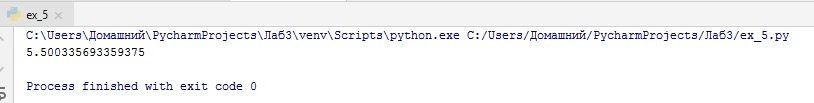 ex_5
C:\Users\Домашний\PycharmProjects\Лаб3\venv\Scripts\python.exe C:/Users/Домашний/PycharmProjects/Лаб3/ex_5.py
5.500335693359375
Process finished with exit code 0